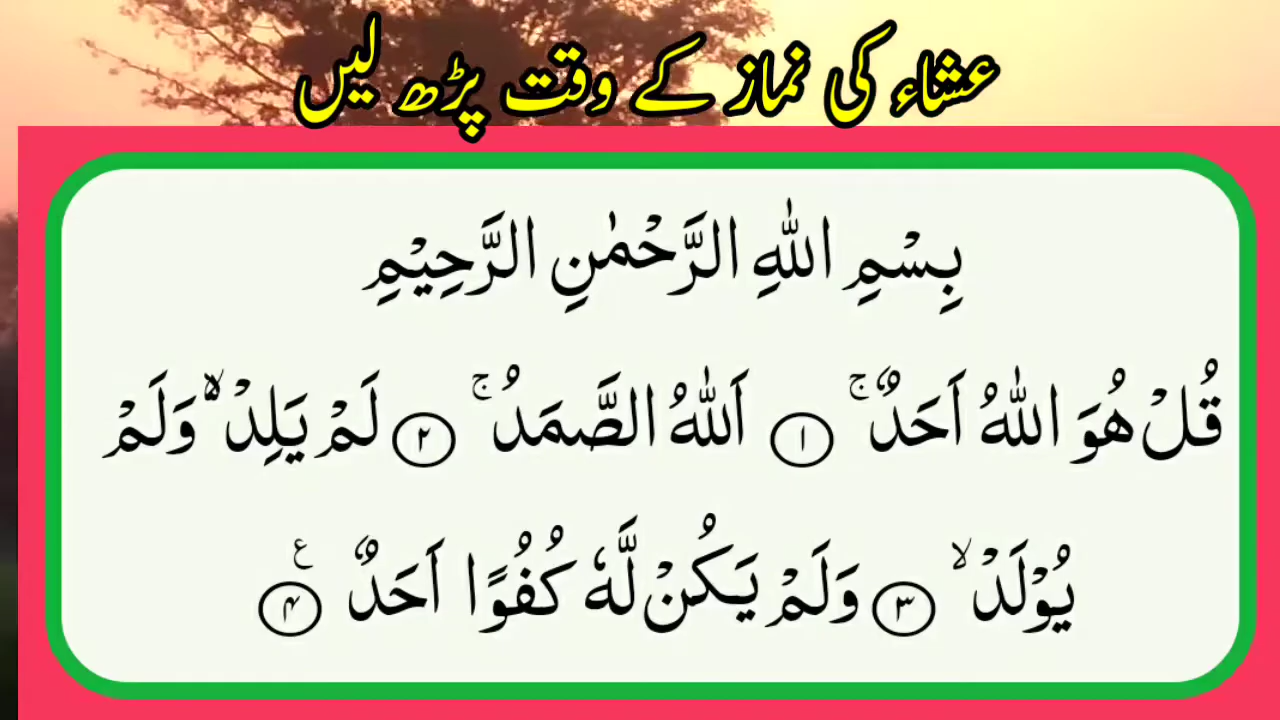 عشاء کی نماز کے وقت پڑھ لیں
بِسْمِ اللّٰهِ الرَّحْمٰنِ الرَّحِیْمِ
قُلْ هُوَ اللّٰهُ اَحَدٌ ۚ ﴿۱﴾ اَللّٰهُ الصَّمَدُ ۚ ﴿۲﴾ لَمْ یَلِدْ ۙ۬ وَلَمْ
یُوْلَدْ ۙ ﴿۳﴾ وَلَمْ یَكُنْ لَّهٗ كُفُوًا اَحَدٌ ﴿۴﴾ ع